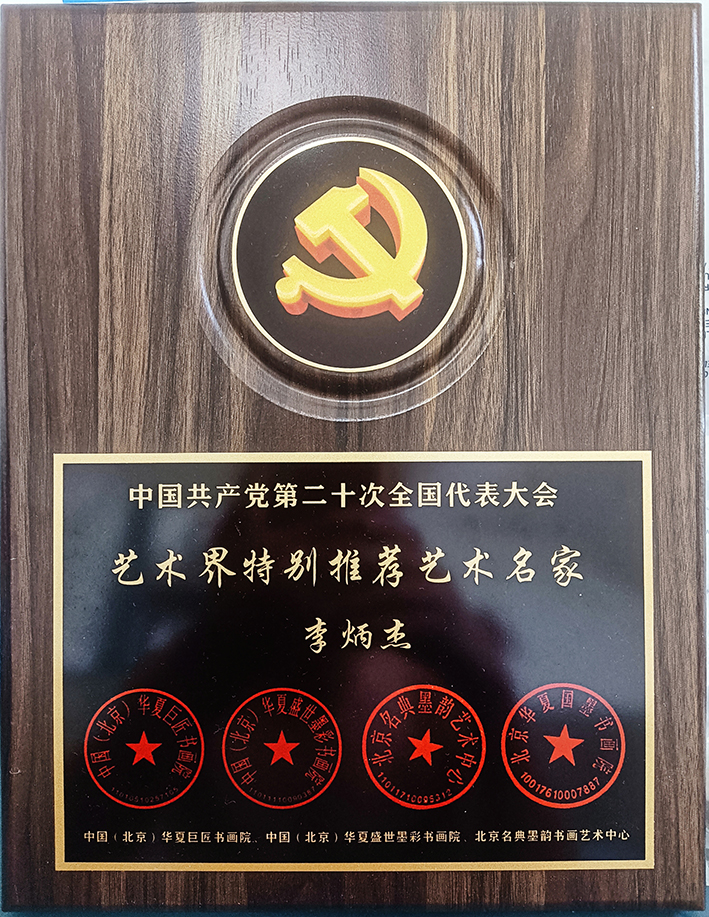 中国共产党第二十次全国代表大会
艺术界特别推荐艺术名家
李炳杰
中国（北京）华夏巨匠书画院
中国（北京）华夏盛世墨彩书画院
北京名典墨韵艺术中心
北京华夏国墨书画院
10017610007887
中国（北京）华夏巨匠书画院、中国（北京）华夏盛世墨彩书画院、北京名典墨韵书画艺术中心